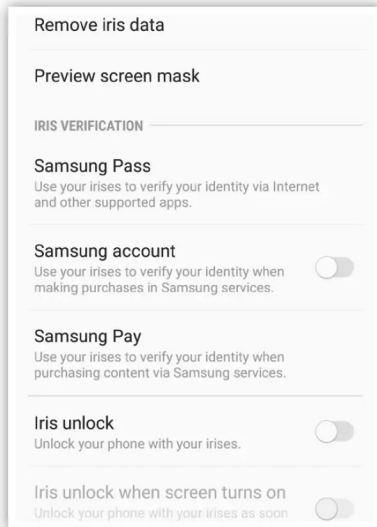 Remove iris data
Preview screen mask
IRIS VERIFICATION
Samsung Pass
Use your irises to verify your identity via Internet
and other supported apps.
Samsung account
Use your irises to verify your identity when
making purchases in Samsung services.
Samsung Pay
Use your irises to verify your identity when
purchasing content via Samsung services.
Iris unlock
Unlock your phone with your irises.
Iris unlock when screen turns on
Unlock your phone with your irises as soon